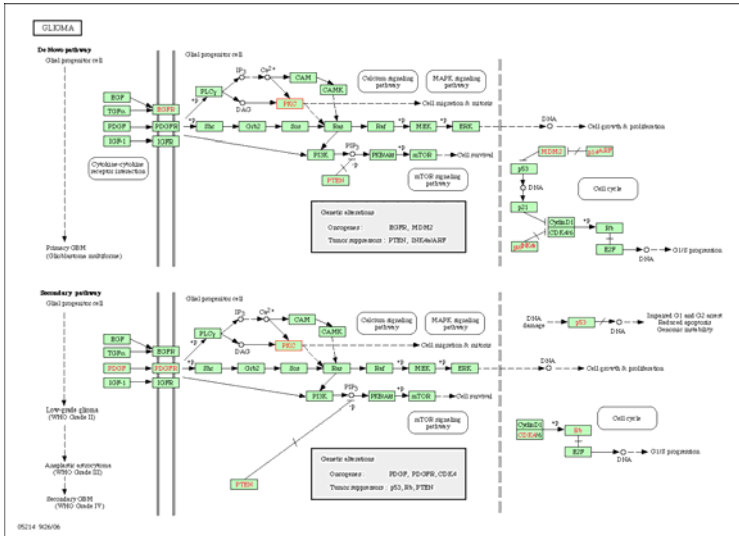 GLIOMA
De Novo pathway
Glial progenitor cell
Glial progenitor cell
IP3
Ca2+
CAM
CAMK
PLCγ
+p
DAG
PKC
Calcium signaling
pathway
MAPK signaling
pathway
Cell migration & mitosis
EGF
TGFα
EGFR
PDGF
PDGFR
IGF-1
IGFR
Shc
Grb2
Sos
Ras
Raf
MEK
ERK
+p
DNA
Cell growth & proliferation
Cytokine-cytokine
receptor interaction
PI3K
PIP3
PKB/Akt
+p
mTOR
Cell survival
-p
PTEN
mTOR signaling
pathway
MDM2
p14ARF
p53
DNA
p21
Cell cycle
CyclinD1
CDK4/6
+p
Rb
E2F
DNA
G1/S progression
Genetic alterations
Oncogenes : EGFR, MDM2
Tumor suppressors : PTEN, INK4a/ARF
Primary GBM
(Glioblastoma multiforme)
Secondary pathway
Glial progenitor cell
Glial progenitor cell
IP3
Ca2+
CAM
CAMK
PLCγ
+p
DAG
PKC
Calcium signaling
pathway
MAPK signaling
pathway
Cell migration & mitosis
DNA
damage
p53
DNA
Impaired G1 and G2 arrest
Reduced apoptosis
Genomic instability
EGF
TGFα
EGFR
PDGF
PDGFR
IGF-1
IGFR
Shc
Grb2
Sos
Ras
Raf
MEK
ERK
+p
DNA
Cell growth & proliferation
PI3K
PIP3
PKB/Akt
+p
mTOR
Cell survival
-p
mTOR signaling
pathway
Low-grade glioma
(WHO Grade II)
CyclinD1
CDK4/6
+p
Rb
E2F
DNA
G1/S progression
Cell cycle
Anaplastic astrocytoma
(WHO Grade III)
PTEN
Genetic alterations
Oncogenes : PDGF, PDGFR, CDK4
Tumor suppressors : p53, Rb, PTEN
Secondary GBM
(WHO Grade IV)
05214 9/26/06